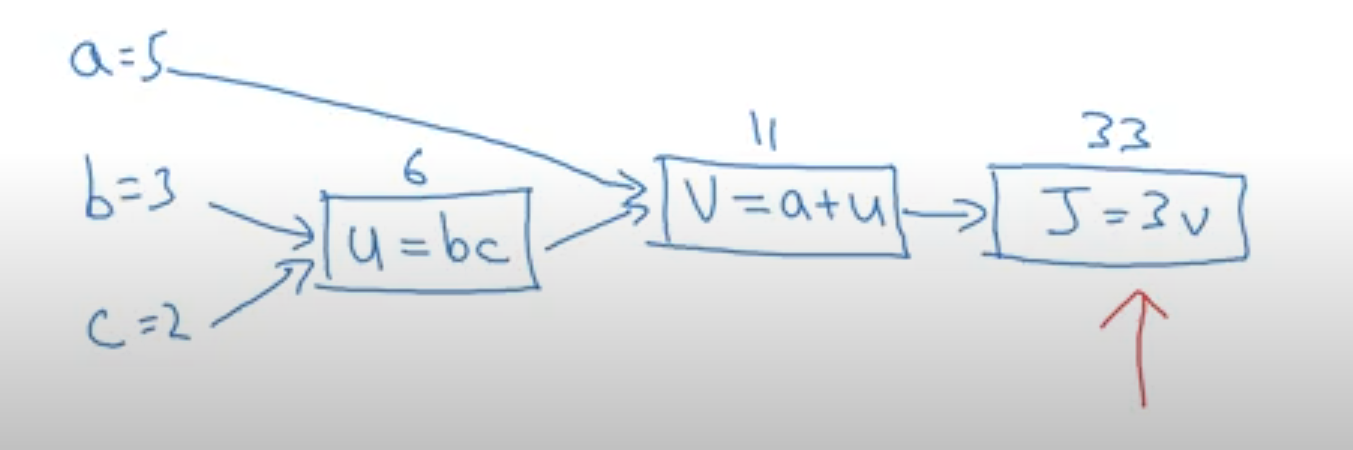 a=5
11
33
b=3
6
V=a+u
J=3v
u=bc
c=2